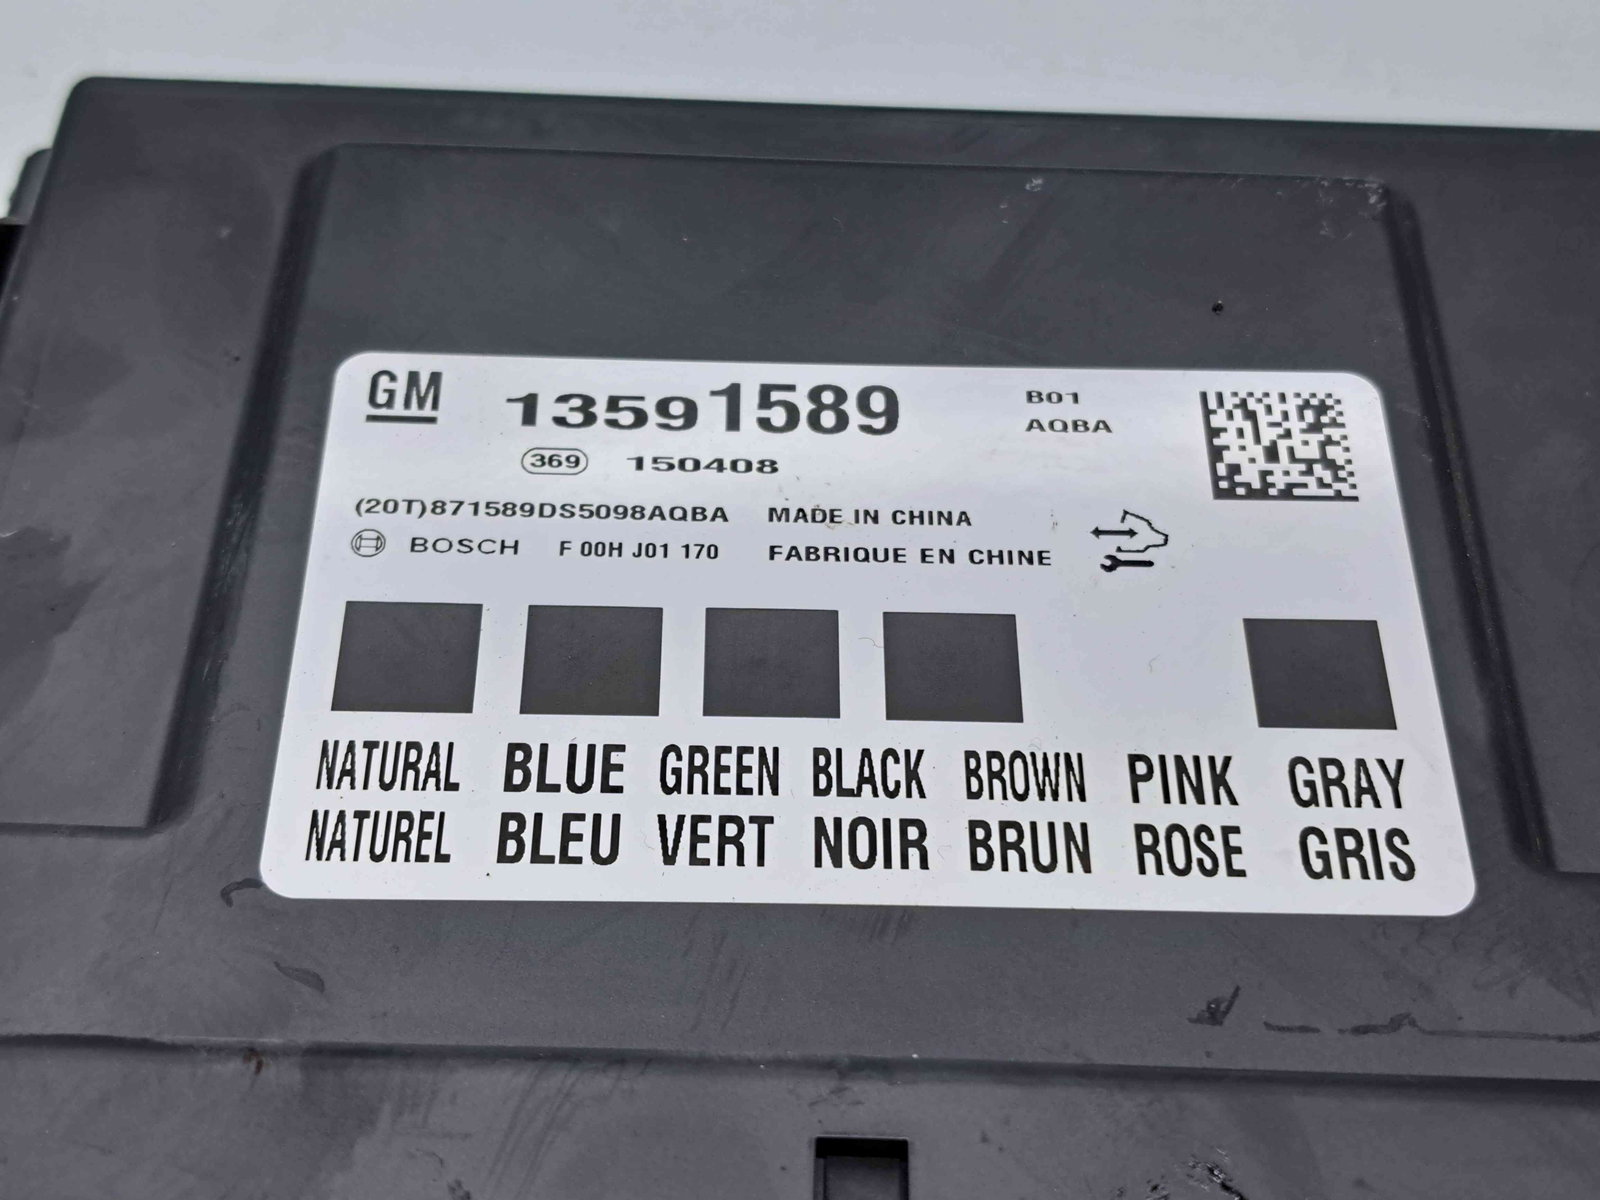 GM 13591589 B01
AQBA
369 150408
(20T)871589DS5098AQBA MADE IN CHINA
BOSCH F 00H J01 170 FABRIQUE EN CHINE
NATURAL BLUE GREEN BLACK BROWN PINK GRAY
NATUREL BLEU VERT NOIR BRUN ROSE GRIS